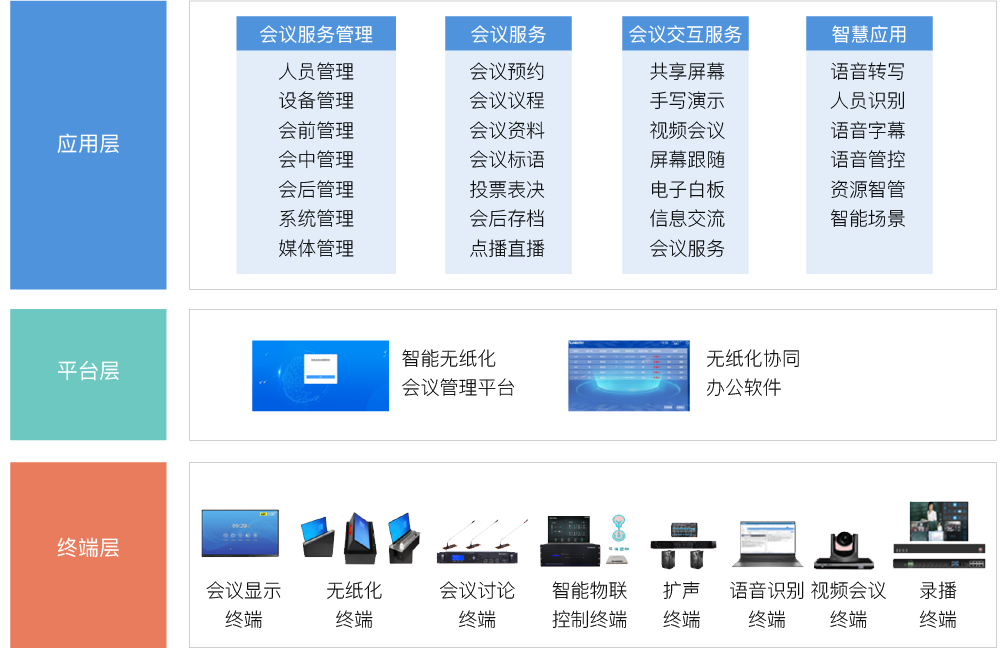 应用层
会议服务管理
人员管理
设备管理
会前管理
会中管理
会后管理
系统管理
媒体管理
会议服务
会议预约
会议议程
会议资料
会议标语
投票表决
会后存档
点播直播
会议交互服务
共享屏幕
手写演示
视频会议
屏幕跟随
电子白板
信息交流
会议服务
智慧应用
语音转写
人员识别
语音字幕
语音管控
资源智管
智能场景
平台层
智能无纸化
会议管理平台
无纸化协同
办公软件
终端层
会议显示
终端
无纸化
终端
会议讨论
终端
智能物联
控制终端
扩声
终端
语音识别
终端
视频会议
终端
录播
终端